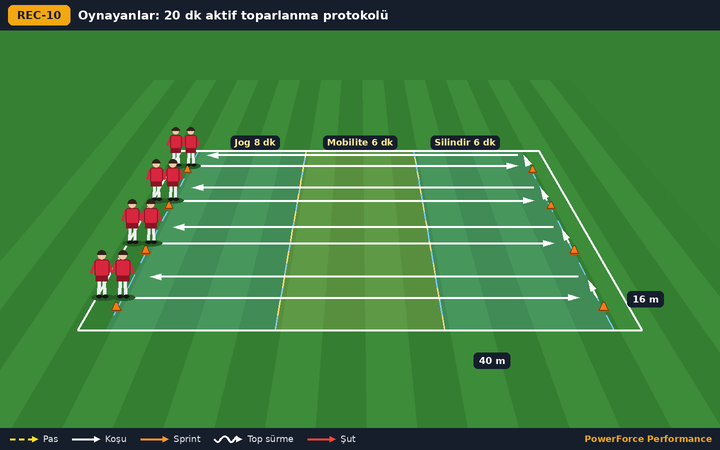 REC-10 Oynayanlar: 20 dk aktif toparlanma protokolü
Jog 8 dk Mobilite 6 dk Silindir 6 dk
16 m
40 m
Pas Koşu Sprint Top sürme Şut PowerForce Performance